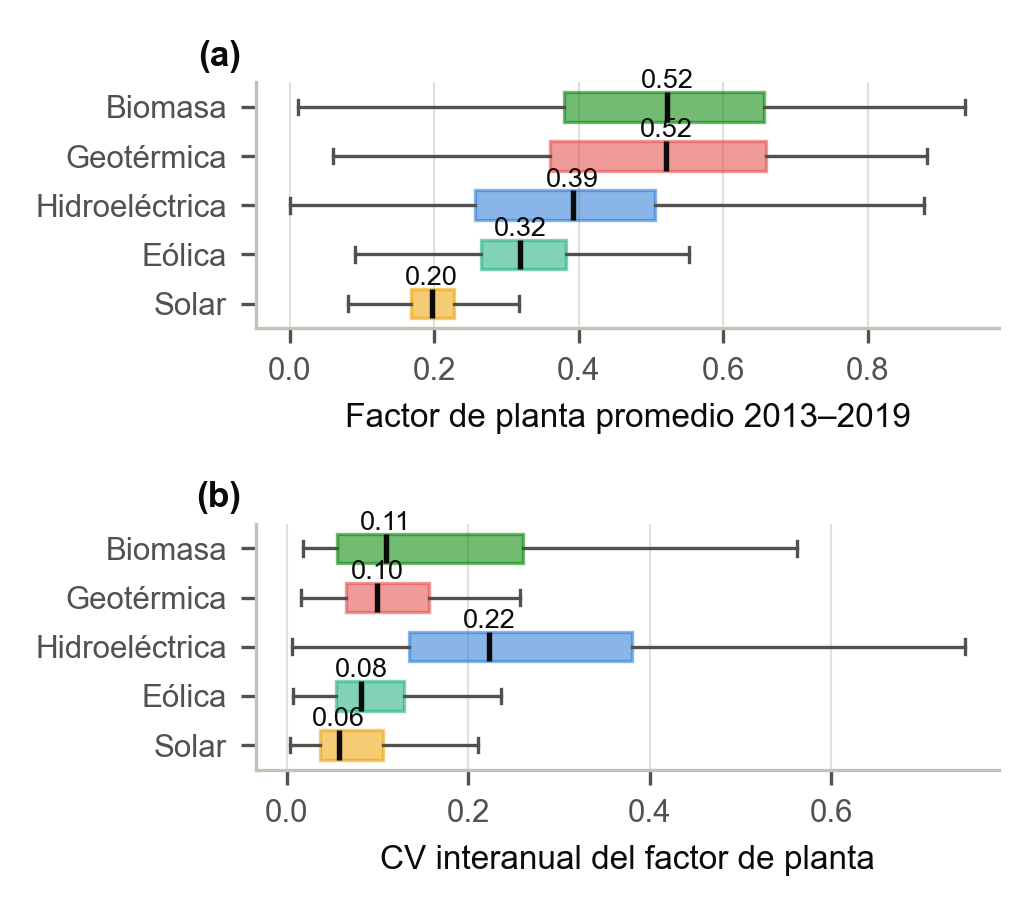 (a)
Biomasa
0.52
Geotérmica
0.52
Hidroeléctrica
0.39
Eólica
0.32
Solar
0.20
0.0 0.2 0.4 0.6 0.8
Factor de planta promedio 2013–2019
(b)
Biomasa
0.11
Geotérmica
0.10
Hidroeléctrica
0.22
Eólica
0.08
Solar
0.06
0.0 0.2 0.4 0.6
CV interanual del factor de planta